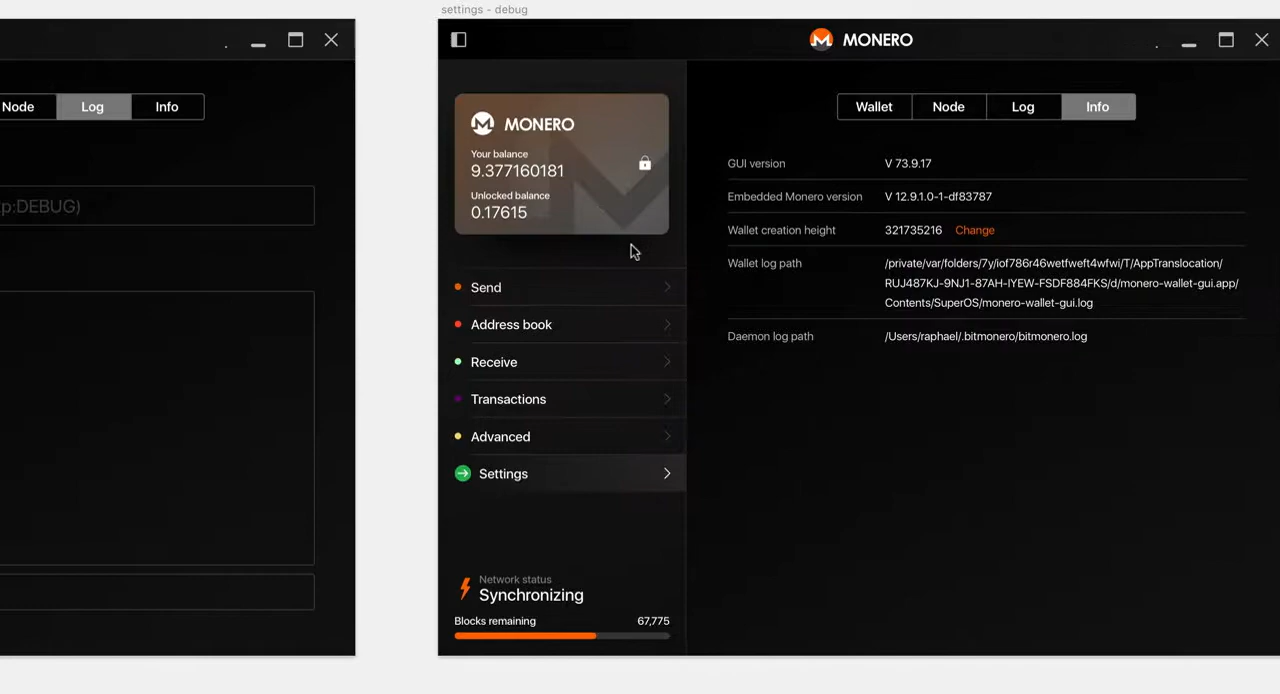 settings - debug
Node
Log
Info
p:DEBUG)
MONERO
MONERO
Your balance
9.377160181
Unlocked balance
0.17615
Send
Address book
Receive
Transactions
Advanced
Settings
Network status
Synchronizing
Blocks remaining 67,775
Wallet
Node
Log
Info
GUI version V 73.9.17
Embedded Monero version V 12.9.1.0-1-df83787
Wallet creation height 321735216 Change
Wallet log path /private/var/folders/7y/iof786r46wetfweft4wfwi/T/AppTranslocation/
RUJ487KJ-9NJ1-87AH-IYEW-FSDF884FKS/d/monero-wallet-gui.app/
Contents/SuperOS/monero-wallet-gui.log
Daemon log path /Users/raphael/.bitmonero/bitmonero.log